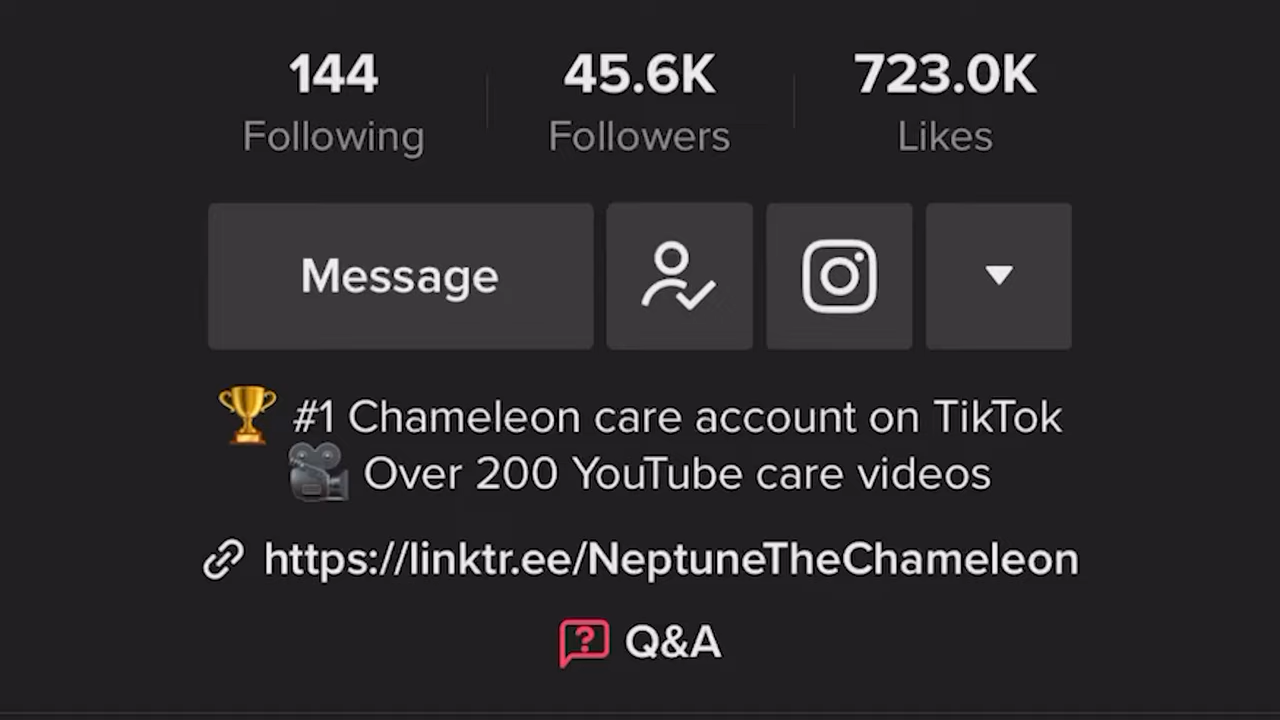 144 45.6K 723.0K
Following Followers Likes
Message
#1 Chameleon care account on TikTok
Over 200 YouTube care videos
https://linktr.ee/NeptuneTheChameleon
Q&A